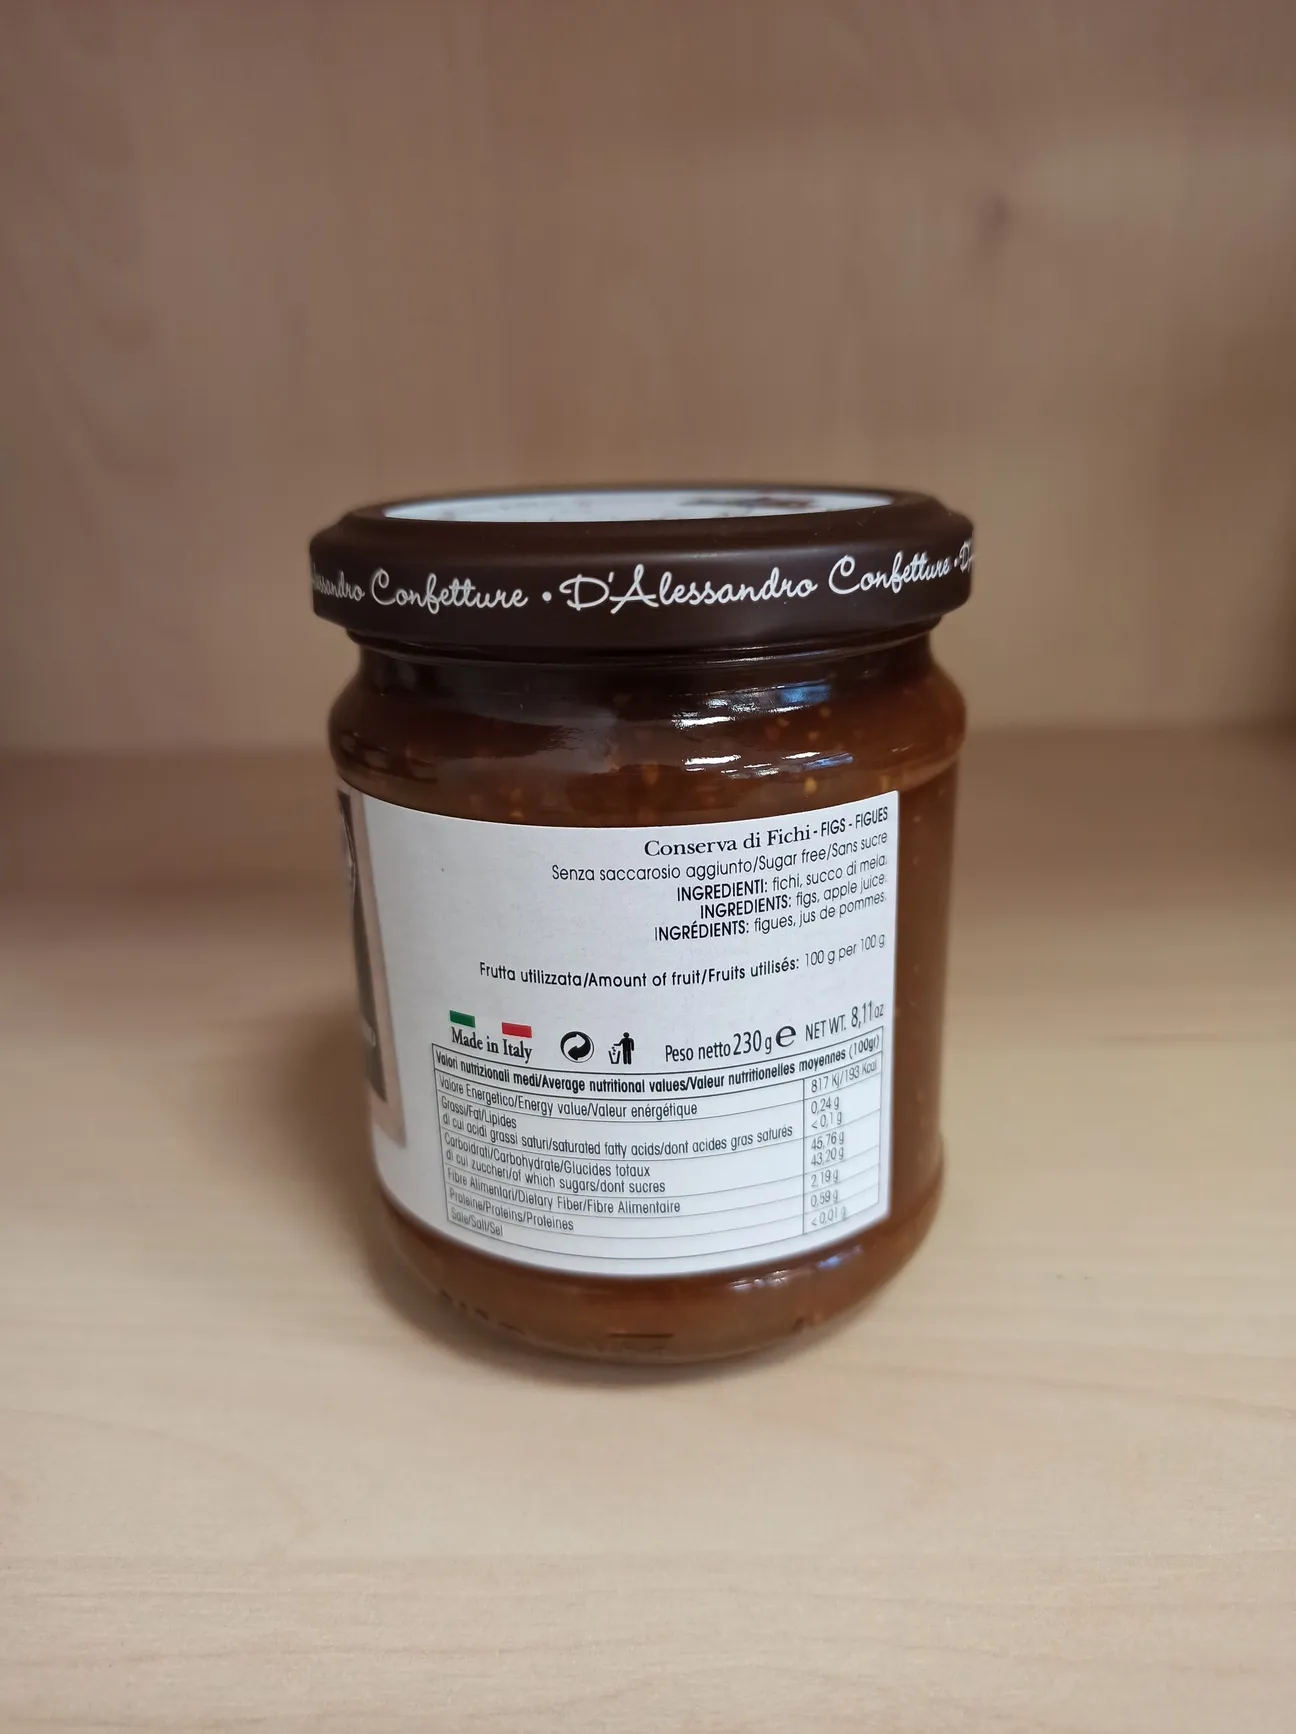 Confetture • D'Alessandro Confetture •
Conserva di Fichi - FIGS - FIGUES
Senza saccarosio aggiunto/Sugar free/Sans sucre
INGREDIENTI: fichi, succo di mela.
INGREDIENTS: figs, apple juice.
INGRÉDIENTS: figues, jus de pommes.
Frutta utilizzata/Amount of fruit/Fruits utilisés: 100 g per 100 g
Made in Italy
Peso netto 230 g e NET WT. 8,11 oz
Valori nutrizionali medi/Average nutritional values/Valeur nutritionelles moyennes (100gr)
Valore Energetico/Energy value/Valeur enérgétique 817 Kj/193 Kcal
Grassi/Fat/Lipides 0,24 g
di cui acidi grassi saturi/saturated fatty acids/dont acides gras saturés <0,1 g
Carboidrati/Carbohydrate/Glucides totaux 45,76 g
di cui zuccheri/of which sugars/dont sucres 43,20 g
Fibre Alimentari/Dietary Fiber/Fibre Alimentaire 2,19 g
Proteine/Proteins/Proteines 0,59 g
Sale/Salt/Sel <0,01 g